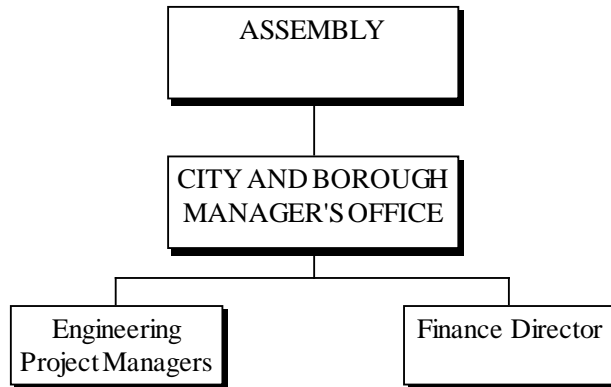 ASSEMBLY
CITY AND BOROUGH
MANAGER'S OFFICE
Engineering
Project Managers
Finance Director